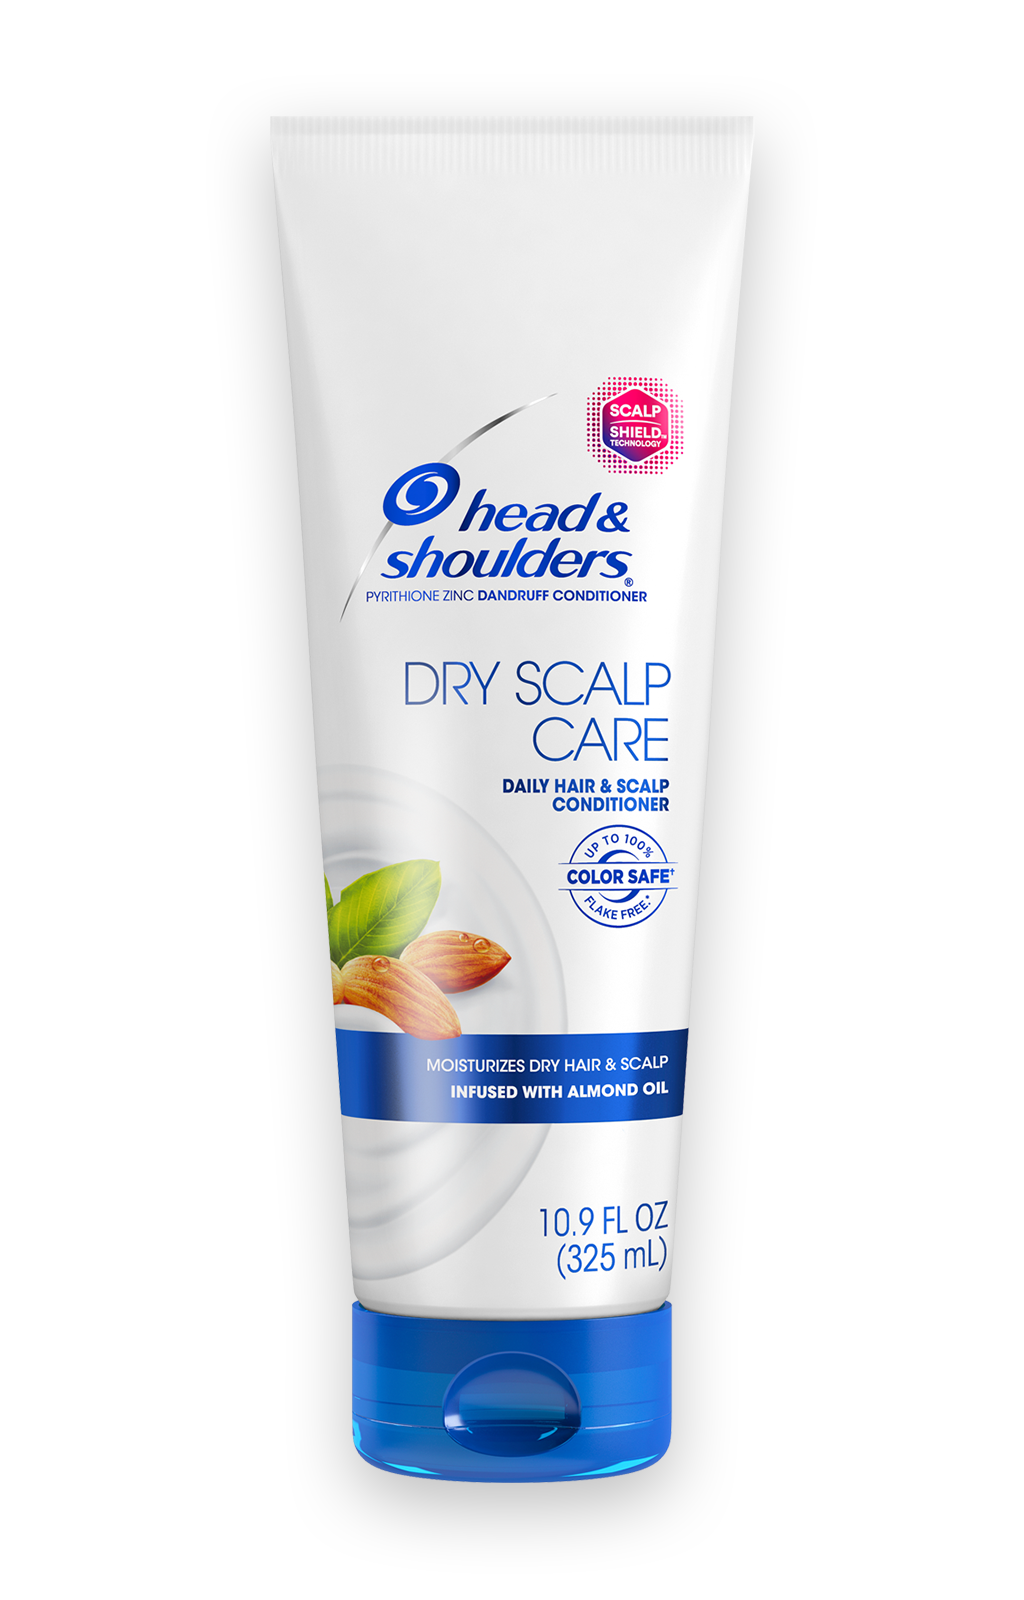 SCALP
SHIELD™
TECHNOLOGY
head &
shoulders®
PYRITHIONE ZINC DANDRUFF CONDITIONER
DRY SCALP
CARE
DAILY HAIR & SCALP
CONDITIONER
UP TO 100%
COLOR SAFE†
FLAKE FREE.*
MOISTURIZES DRY HAIR & SCALP
INFUSED WITH ALMOND OIL
10.9 FL OZ
(325 mL)